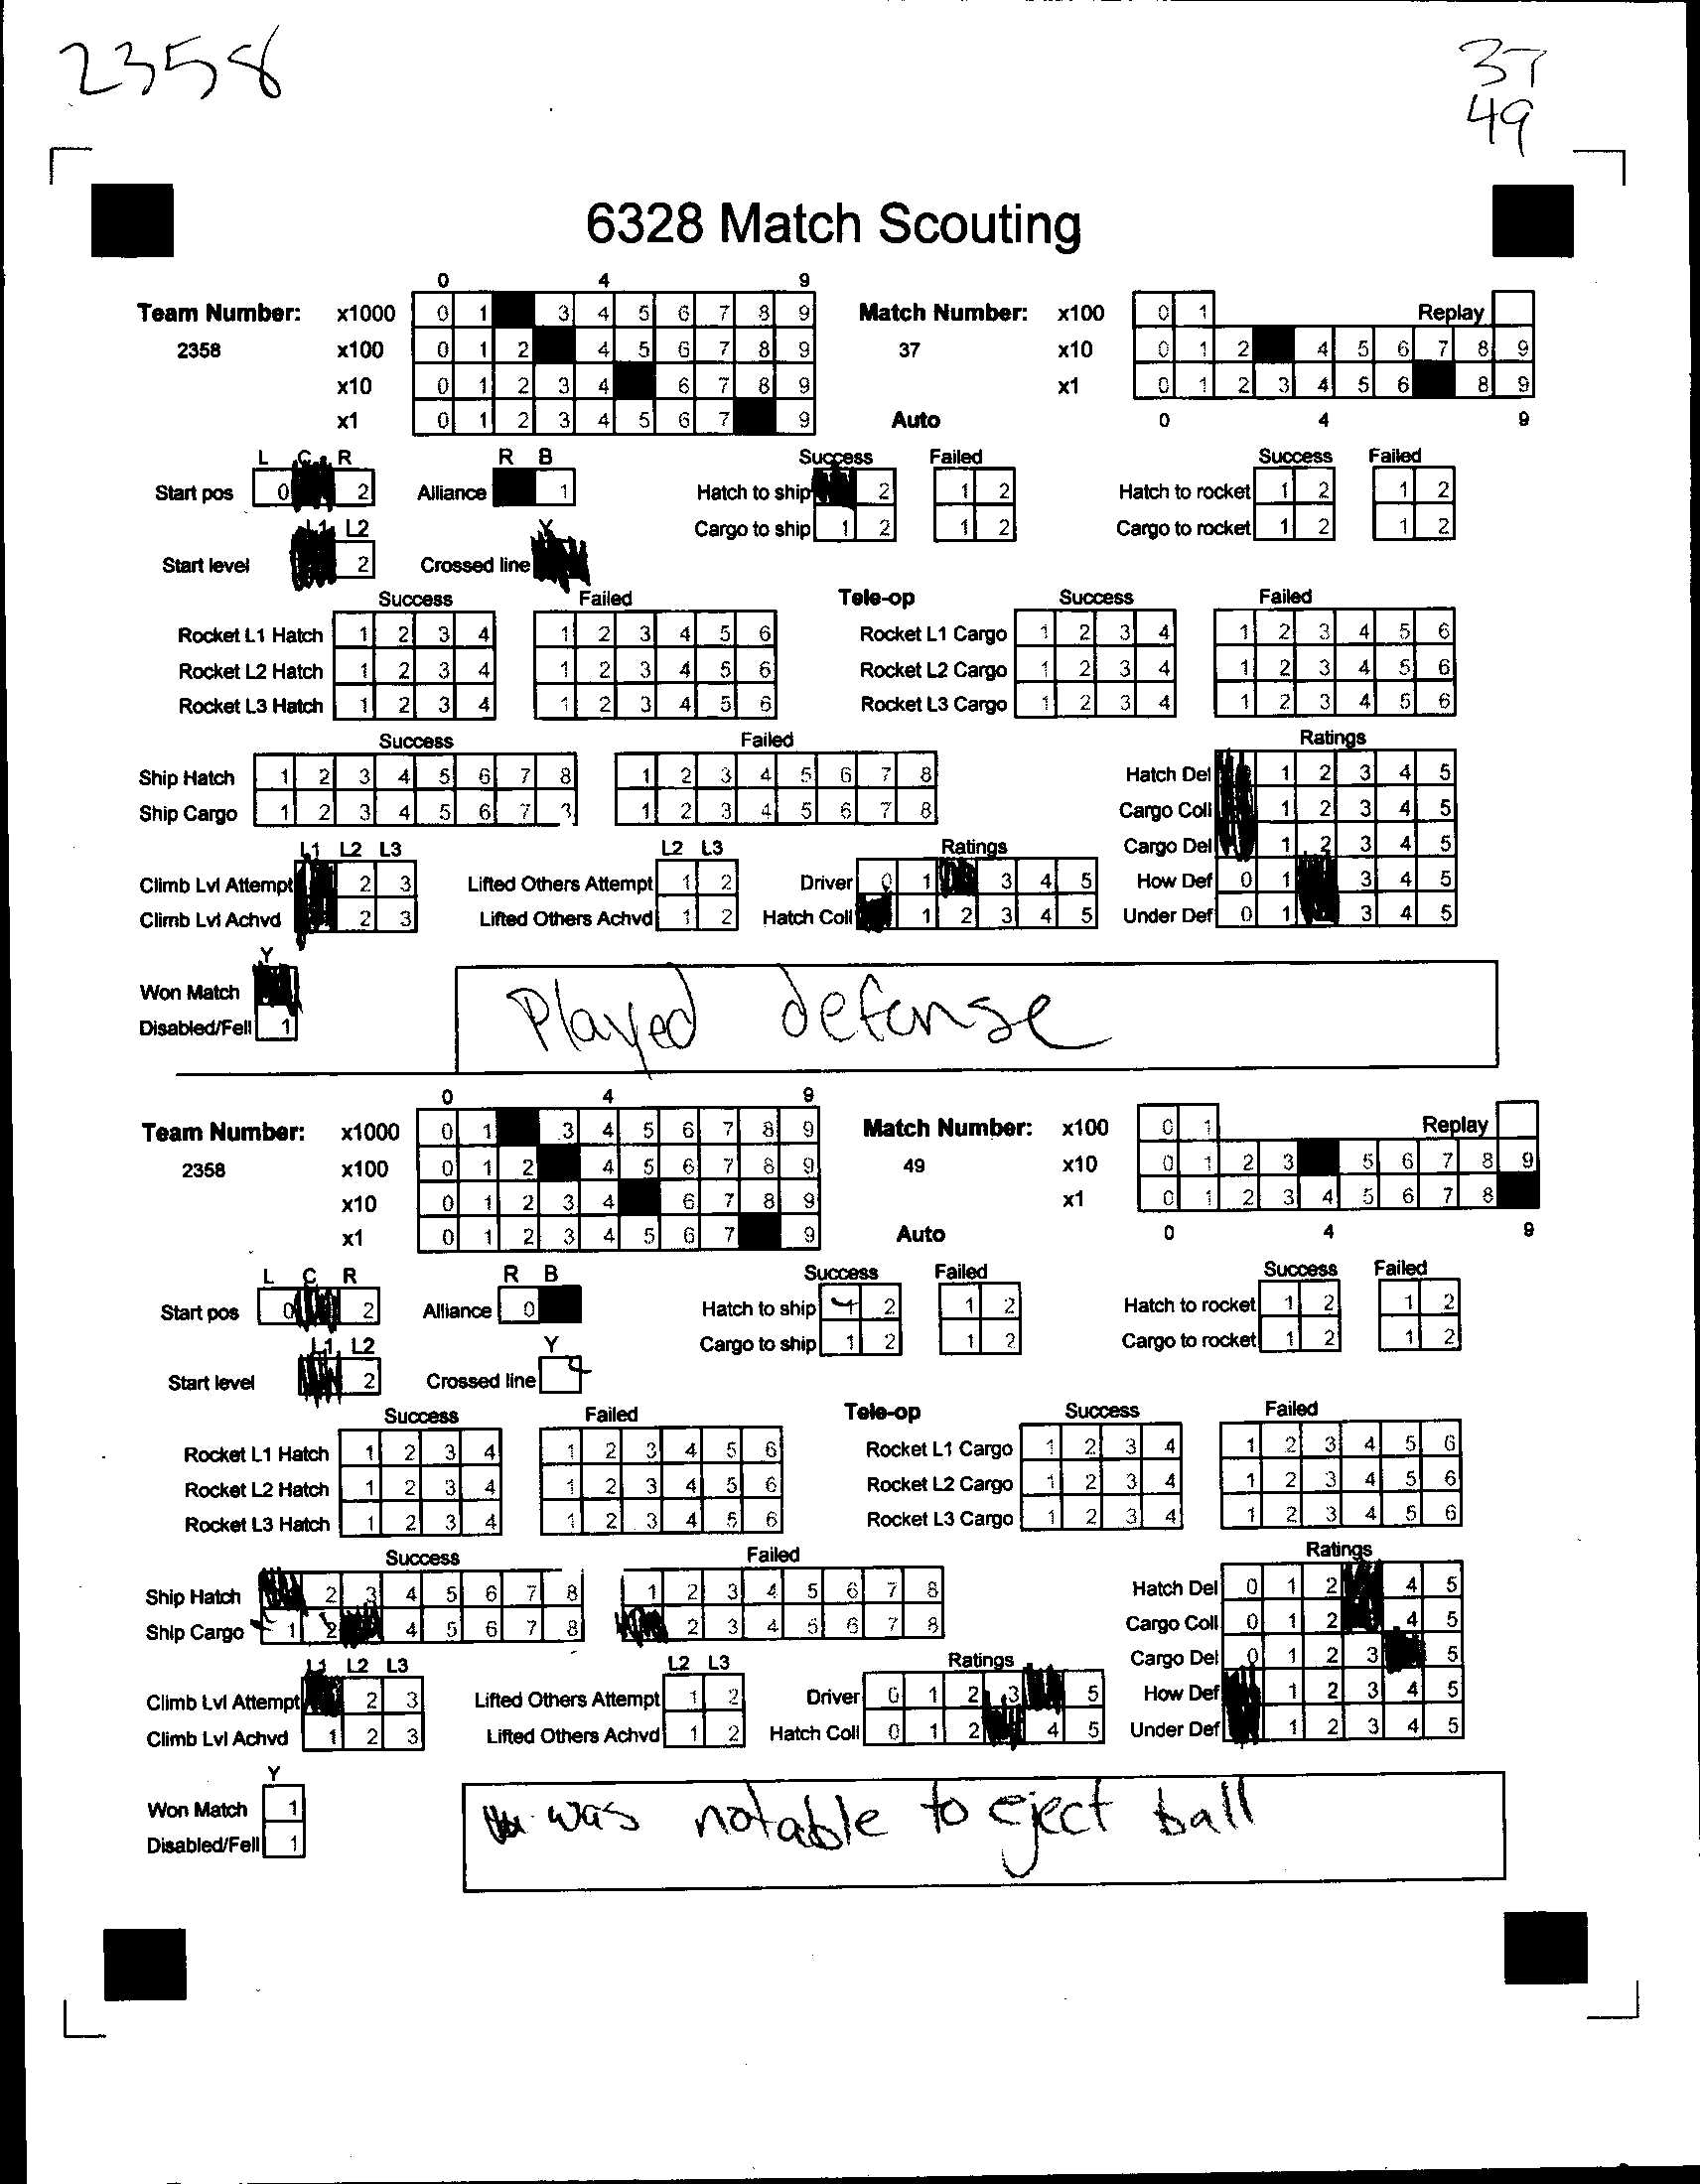 2358 37
49
6328 Match Scouting
0 4 9
Team Number: x1000 0 1 3 4 5 6 7 8 9 Match Number: x100 0 1 Replay
2358 x100 0 1 2 4 5 6 7 8 9 37 x10 0 1 2 4 5 6 7 8 9
x10 0 1 2 3 4 6 7 8 9 x1 0 1 2 3 4 5 6 8 9
x1 0 1 2 3 4 5 6 7 9 Auto 0 4 9
L C R R B Success Failed Success Failed
Start pos 0 2 Alliance 1 Hatch to ship 2 1 2 Hatch to rocket 1 2 1 2
L1 L2 Y Cargo to ship 1 2 1 2 Cargo to rocket 1 2 1 2
Start level 2 Crossed line
Success Failed Tele-op Success Failed
Rocket L1 Hatch 1 2 3 4 1 2 3 4 5 6 Rocket L1 Cargo 1 2 3 4 1 2 3 4 5 6
Rocket L2 Hatch 1 2 3 4 1 2 3 4 5 6 Rocket L2 Cargo 1 2 3 4 1 2 3 4 5 6
Rocket L3 Hatch 1 2 3 4 1 2 3 4 5 6 Rocket L3 Cargo 1 2 3 4 1 2 3 4 5 6
Success Failed Ratings
Ship Hatch 1 2 3 4 5 6 7 8 1 2 3 4 5 6 7 8 Hatch Del 1 2 3 4 5
Ship Cargo 1 2 3 4 5 6 7 8 1 2 3 4 5 6 7 8 Cargo Coll 1 2 3 4 5
L1 L2 L3 L2 L3 Ratings Cargo Del 1 2 3 4 5
Climb Lvl Attempt 2 3 Lifted Others Attempt 1 2 Driver 0 1 3 4 5 How Def 0 1 3 4 5
Climb Lvl Achvd 2 3 Lifted Others Achvd 1 2 Hatch Coll 1 2 3 4 5 Under Def 0 1 3 4 5
Y
Won Match
Disabled/Fell 1
Played defense
0 4 9
Team Number: x1000 0 1 3 4 5 6 7 8 9 Match Number: x100 0 1 Replay
2358 x100 0 1 2 4 5 6 7 8 9 49 x10 0 1 2 3 5 6 7 8 9
x10 0 1 2 3 4 6 7 8 9 x1 0 1 2 3 4 5 6 7 8
x1 0 1 2 3 4 5 6 7 9 Auto 0 4 9
L C R R B Success Failed Success Failed
Start pos 0 2 Alliance 0 Hatch to ship 1 2 1 2 Hatch to rocket 1 2 1 2
L1 L2 Y Cargo to ship 1 2 1 2 Cargo to rocket 1 2 1 2
Start level 2 Crossed line
Success Failed Tele-op Success Failed
Rocket L1 Hatch 1 2 3 4 1 2 3 4 5 6 Rocket L1 Cargo 1 2 3 4 1 2 3 4 5 6
Rocket L2 Hatch 1 2 3 4 1 2 3 4 5 6 Rocket L2 Cargo 1 2 3 4 1 2 3 4 5 6
Rocket L3 Hatch 1 2 3 4 1 2 3 4 5 6 Rocket L3 Cargo 1 2 3 4 1 2 3 4 5 6
Success Failed Ratings
Ship Hatch 2 3 4 5 6 7 8 1 2 3 4 5 6 7 8 Hatch Del 0 1 2 4 5
Ship Cargo 1 2 4 5 6 7 8 2 3 4 5 6 7 8 Cargo Coll 0 1 2 4 5
L1 L2 L3 L2 L3 Ratings Cargo Del 0 1 2 3 5
Climb Lvl Attempt 2 3 Lifted Others Attempt 1 2 Driver 0 1 2 3 5 How Def 1 2 3 4 5
Climb Lvl Achvd 1 2 3 Lifted Others Achvd 1 2 Hatch Coll 0 1 2 4 5 Under Def 1 2 3 4 5
Y
Won Match 1
Disabled/Fell 1
was not able to eject ball